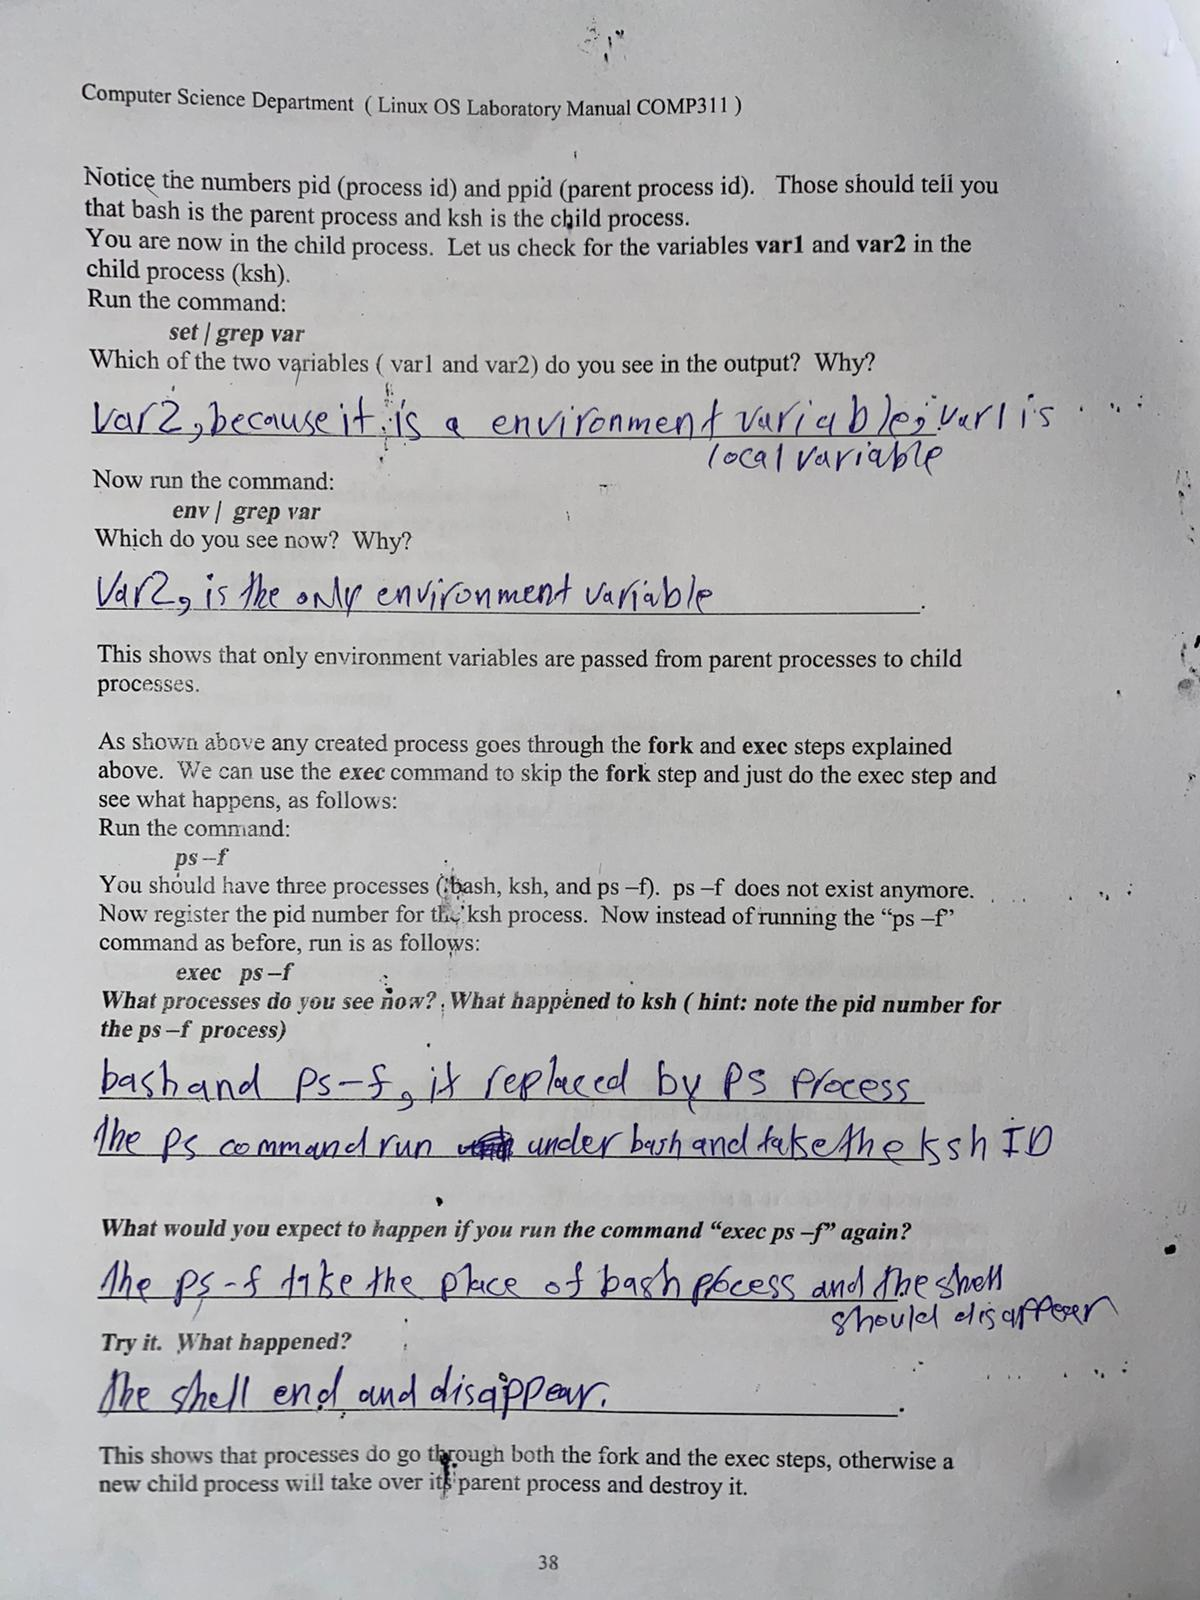 Computer Science Department ( Linux OS Laboratory Manual COMP311 )
Notice the numbers pid (process id) and ppid (parent process id). Those should tell you
that bash is the parent process and ksh is the child process.
You are now in the child process. Let us check for the variables var1 and var2 in the
child process (ksh).
Run the command:
set | grep var
Which of the two variables ( var1 and var2) do you see in the output? Why?
Var2, because it is a environment variable, var1 is
local variable
Now run the command:
env | grep var
Which do you see now? Why?
Var2, is the only environment variable
This shows that only environment variables are passed from parent processes to child
processes.
As shown above any created process goes through the fork and exec steps explained
above. We can use the exec command to skip the fork step and just do the exec step and
see what happens, as follows:
Run the command:
ps –f
You should have three processes ( bash, ksh, and ps –f). ps –f does not exist anymore.
Now register the pid number for the ksh process. Now instead of running the “ps –f”
command as before, run is as follows:
exec ps –f
What processes do you see now? What happened to ksh ( hint: note the pid number for
the ps –f process)
bash and Ps-f, it replaced by PS Process
the ps command run under bash and take the ksh ID
What would you expect to happen if you run the command “exec ps –f” again?
the ps-f take the place of bash process and the shell
should disappear
Try it. What happened?
the shell end and disappear.
This shows that processes do go through both the fork and the exec steps, otherwise a
new child process will take over its parent process and destroy it.
38